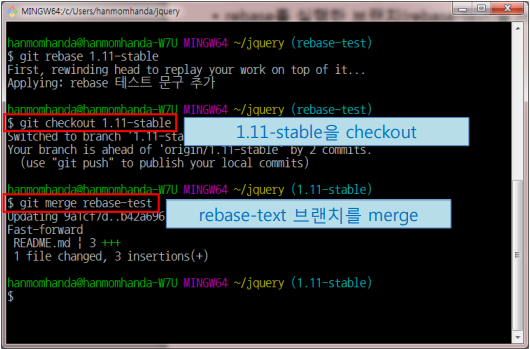 MINGW64:/c/Users/hanmomhanda/jquery
hanmomhanda@hanmomhanda-W7U MINGW64 ~/jquery (rebase-test)
$ git rebase 1.11-stable
First, rewinding head to replay your work on top of it...
Applying: rebase 테스트 문구 추가
hanmomhanda@hanmomhanda-W7U MINGW64 ~/jquery (rebase-test)
$ git checkout 1.11-stable
1.11-stable을 checkout
Switched to branch '1.11-sta
Your branch is ahead of 'origin/1.11-stable' by 2 commits.
(use "git push" to publish your local commits)
hanmomhanda@hanmomhanda-W7U MINGW64 ~/jquery (1.11-stable)
$ git merge rebase-test
rebase-text 브랜치를 merge
Updating 9a1cf7d..b42a696
Fast-forward
README.md | 3 +++
1 file changed, 3 insertions(+)
hanmomhanda@hanmomhanda-W7U MINGW64 ~/jquery (1.11-stable)
$